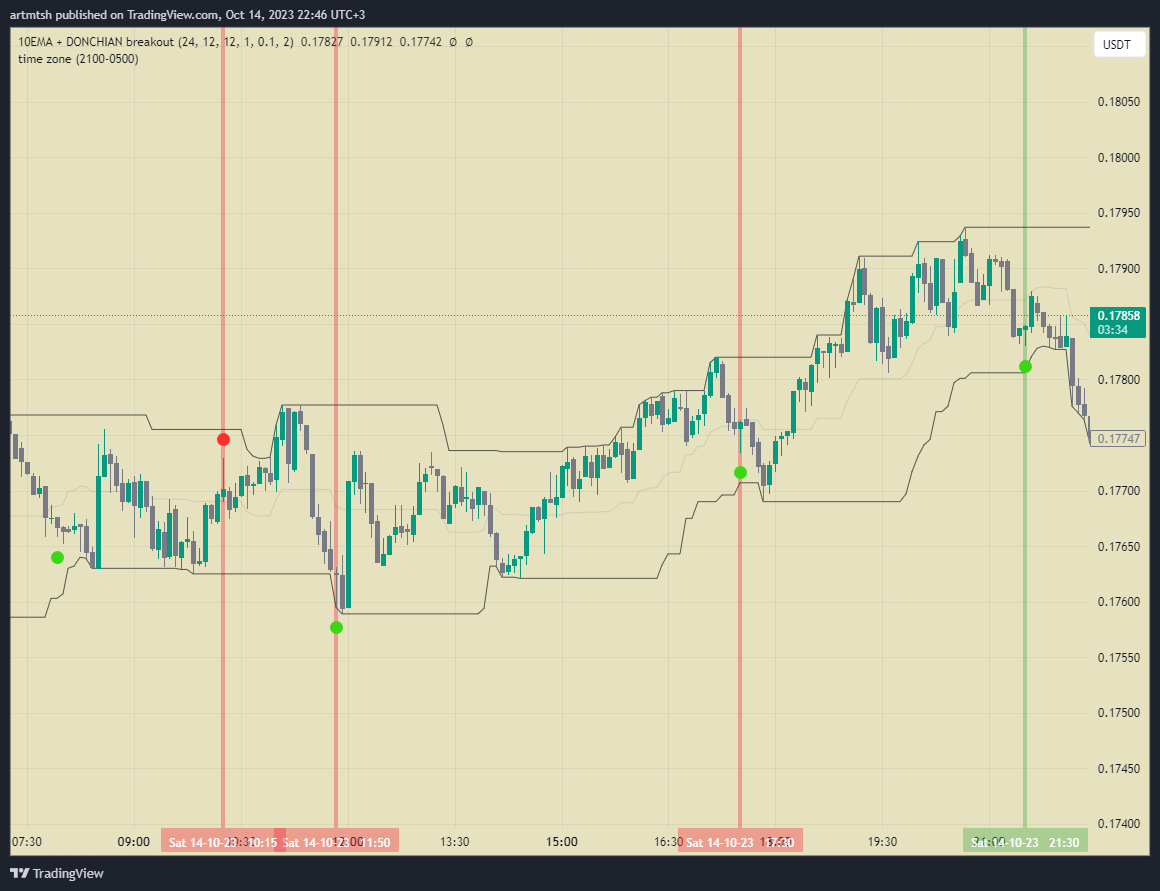 artmtsh published on TradingView.com, Oct 14, 2023 22:46 UTC+3
10EMA + DONCHIAN breakout (24, 12, 12, 1, 0.1, 2) 0.17827 0.17912 0.17742 Ø Ø
time zone (2100-0500)
USDT
0.18050
0.18000
0.17950
0.17900
0.17858
03:34
0.17800
0.17747
0.17700
0.17650
0.17600
0.17550
0.17500
0.17450
0.17400
07:30 09:00 Sat 14-10-23 10:15 Sat 14-10-23 11:50 13:30 15:00 16:30 Sat 14-10-23 17:30 19:30 Sat 14-10-23 21:30
TradingView